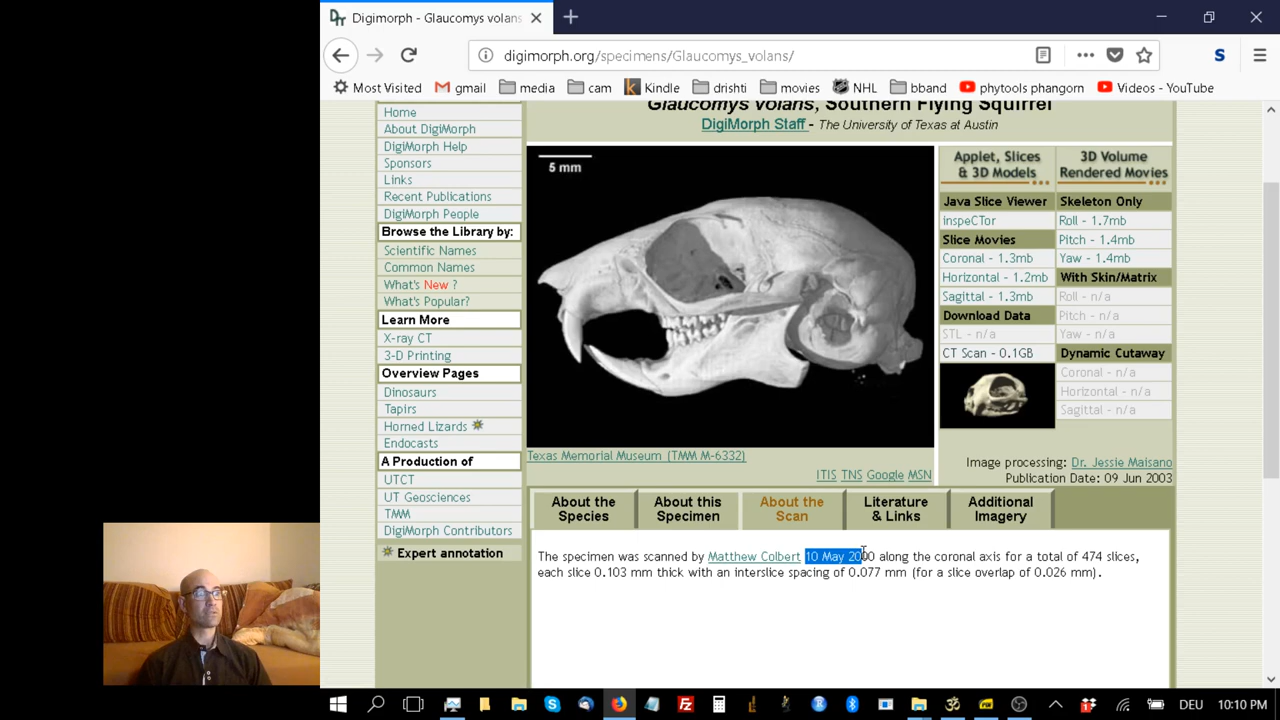 Digimorph - Glaucomys volans
digimorph.org/specimens/Glaucomys_volans/
S
Most Visited
gmail
media
cam
Kindle
drishti
movies
NHL
bband
phytools phangorn
Videos - YouTube
Glaucomys volans, Southern Flying Squirrel
DigiMorph Staff - The University of Texas at Austin
Home
About DigiMorph
DigiMorph Help
Sponsors
Links
Recent Publications
DigiMorph People
Browse the Library by:
Scientific Names
Common Names
What's New ?
What's Popular?
Learn More
X-ray CT
3-D Printing
Overview Pages
Dinosaurs
Tapirs
Horned Lizards
Endocasts
A Production of
UTCT
UT Geosciences
TMM
DigiMorph Contributors
Expert annotation
5 mm
Applet, Slices
& 3D Models
Java Slice Viewer
inspeCTor
Slice Movies
Coronal - 1.3mb
Horizontal - 1.2mb
Sagittal - 1.3mb
Download Data
STL - n/a
CT Scan - 0.1GB
3D Volume
Rendered Movies
Skeleton Only
Roll - 1.7mb
Pitch - 1.4mb
Yaw - 1.4mb
With Skin/Matrix
Roll - n/a
Pitch - n/a
Yaw - n/a
Dynamic Cutaway
Coronal - n/a
Horizontal - n/a
Sagittal - n/a
Texas Memorial Museum (TMM M-6332)
Image processing: Dr. Jessie Maisano
Publication Date: 09 Jun 2003
ITIS TNS Google MSN
About the
Species
About this
Specimen
About the
Scan
Literature
& Links
Additional
Imagery
The specimen was scanned by Matthew Colbert 10 May 2000 along the coronal axis for a total of 474 slices,
each slice 0.103 mm thick with an interslice spacing of 0.077 mm (for a slice overlap of 0.026 mm).
DEU
10:10 PM